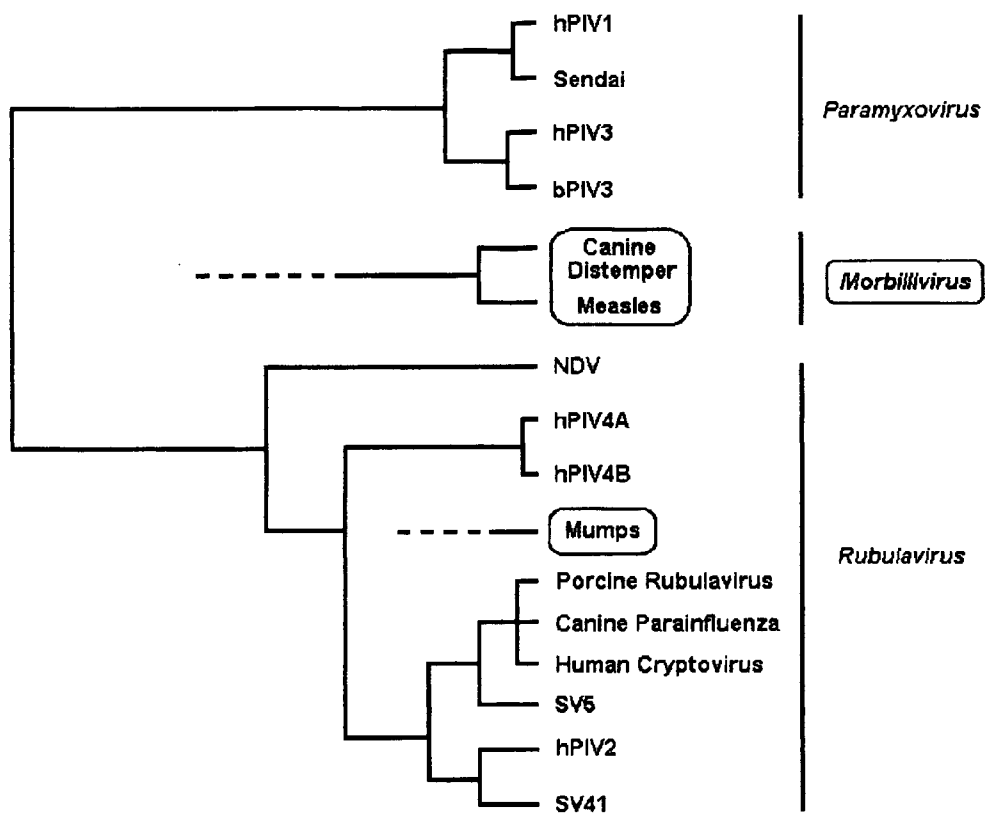 hPIV1
Sendai
hPIV3
bPIV3
Paramyxovirus
Canine
Distemper
Measles
Morbillivirus
NDV
hPIV4A
hPIV4B
Mumps
Porcine Rubulavirus
Canine Parainfluenza
Human Cryptovirus
SV5
hPIV2
SV41
Rubulavirus